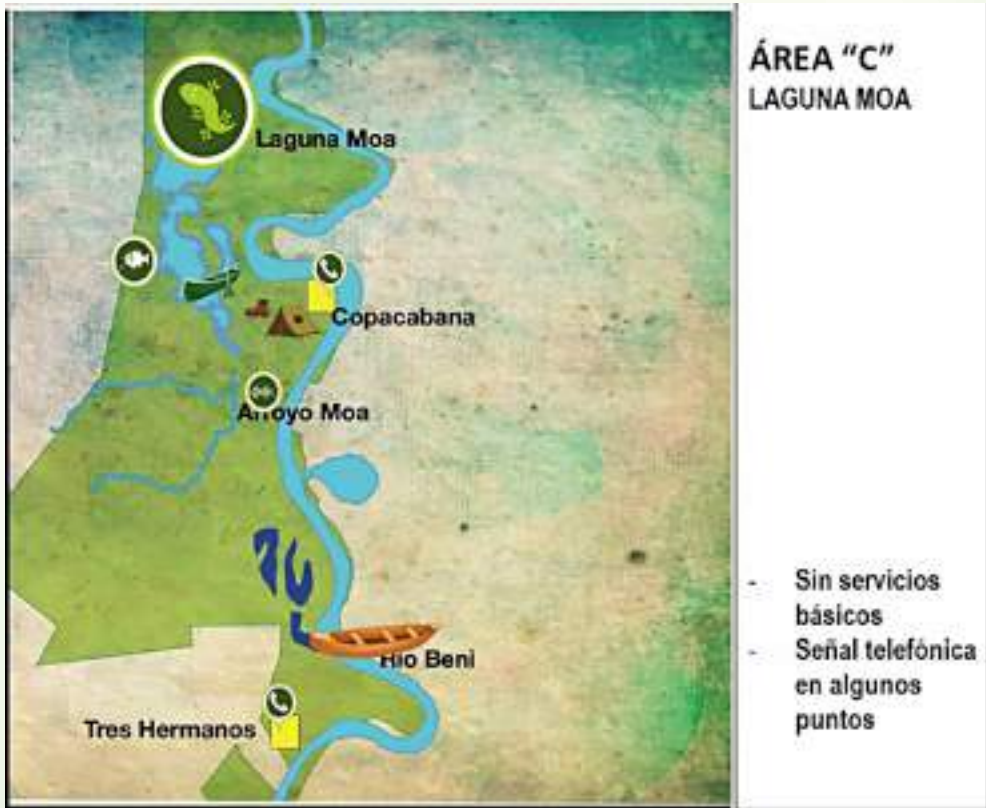 ÁREA “C”
LAGUNA MOA
Laguna Moa
Copacabana
Arroyo Moa
Rio Beni
Tres Hermanos
- Sin servicios
básicos
- Señal telefónica
en algunos
puntos